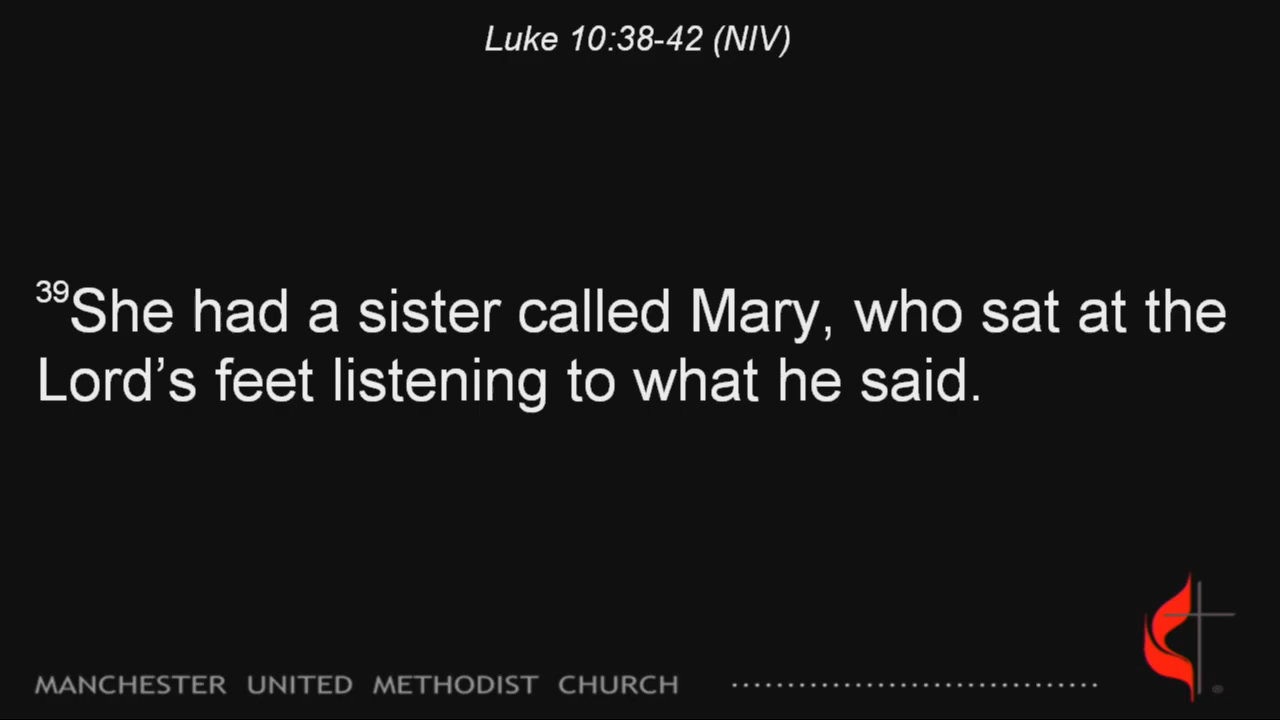 Luke 10:38-42 (NIV)
39She had a sister called Mary, who sat at the
Lord’s feet listening to what he said.
MANCHESTER UNITED METHODIST CHURCH